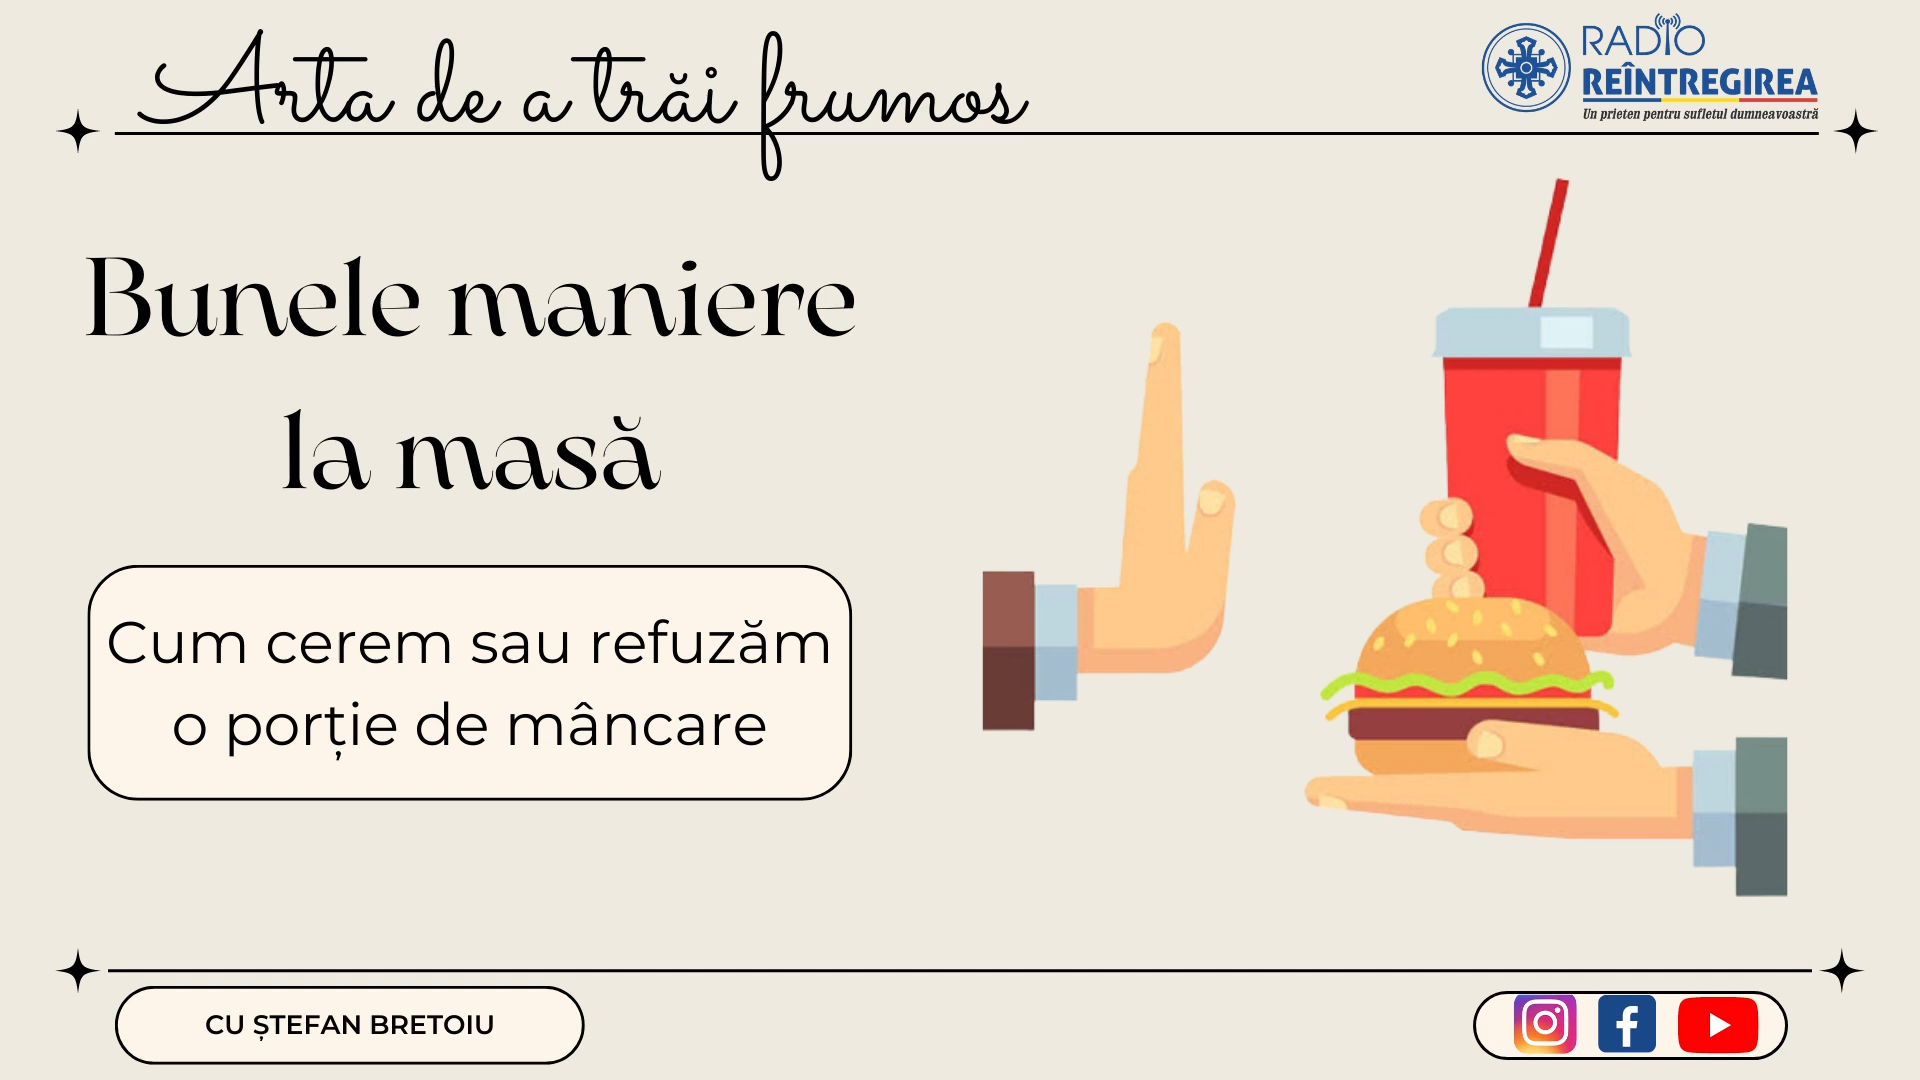 Arta de a trăi frumos
RADIO
REÎNTREGIREA
Un prieten pentru sufletul dumneavoastră
Bunele maniere
la masă
Cum cerem sau refuzăm
o porție de mâncare
CU ȘTEFAN BRETOIU